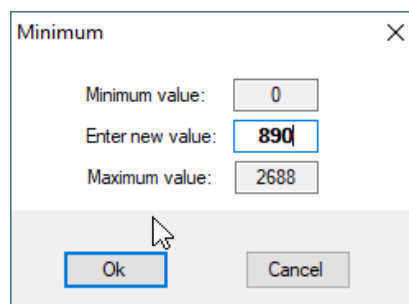 Minimum
Minimum value: 0
Enter new value: 890
Maximum value: 2688
Ok Cancel